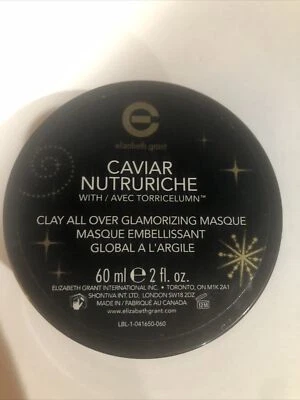 elizabeth grant
CAVIAR
NUTRURICHE
WITH / AVEC TORRICELUMN™
CLAY ALL OVER GLAMORIZING MASQUE
MASQUE EMBELLISSANT
GLOBAL A L'ARGILE
60 ml e 2 fl. oz.
ELIZABETH GRANT INTERNATIONAL INC. • TORONTO, ON M1K 2A1
SHONTIVA INT. LTD. LONDON SW18 2DZ
MADE IN / FABRIQUÉ AU CANADA
12M
www.elizabethgrant.com
LBL-1-041650-060